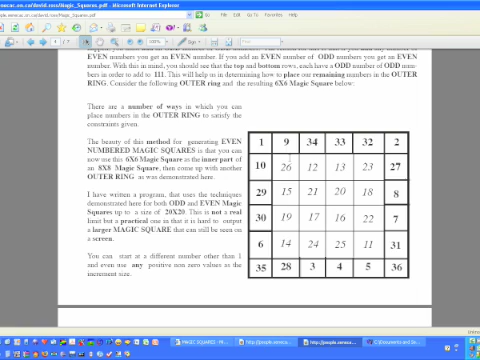 Magic_Squares.pdf - Microsoft Internet Explorer
Magic_Squares.pdf
EVEN numbers you get an EVEN number. If you add an EVEN number of ODD numbers you get an EVEN
number. With this in mind, you should see that the top and bottom rows, each have a ODD number of ODD num-
bers in order to add to 111. This will help us in determining how to place our remaining numbers in the OUTER
RING. Consider the following OUTER ring and the resulting 6X6 Magic Square below:
There are a number of ways in which you can
place numbers in the OUTER RING to satisfy the
constraints given.
The beauty of this method for generating EVEN
NUMBERED MAGIC SQUARES is that you can
now use this 6X6 Magic Square as the inner part of
an 8X8 Magic Square, then come up with another
OUTER RING as was demonstrated here.
I have written a program, that uses the techniques
demonstrated here for both ODD and EVEN Magic
Squares up to a size of 20X20. This is not a real
limit but a practical one in that it is hard to output
a larger MAGIC SQUARE that can still be seen on
a screen.
You can start at a different number other than 1
and even use any positive non zero values as the
increment size.
1 9 34 33 32 2
10 26 12 13 23 27
29 15 21 20 18 8
30 19 17 16 22 7
6 14 24 25 11 31
35 28 3 4 5 36